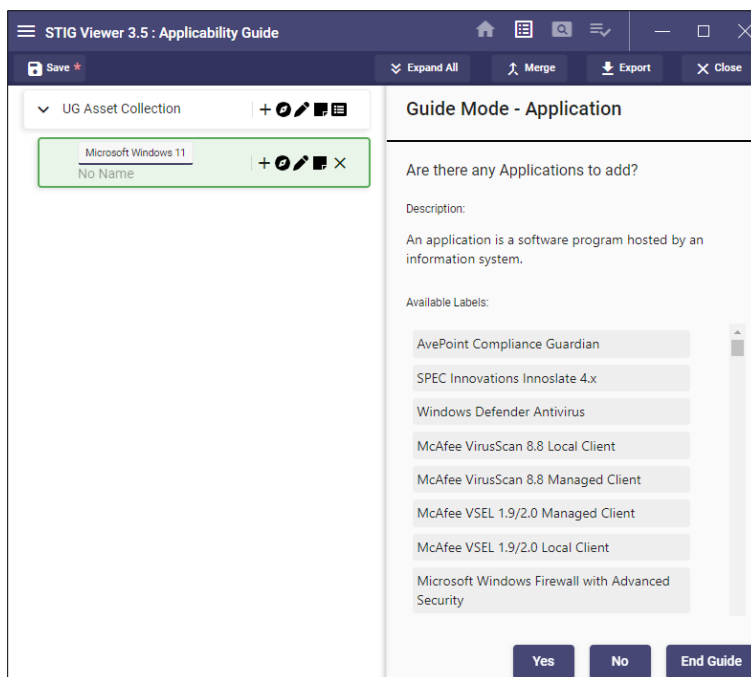 STIG Viewer 3.5 : Applicability Guide
Save *
Expand All
Merge
Export
Close
UG Asset Collection
Microsoft Windows 11
No Name
Guide Mode - Application
Are there any Applications to add?
Description:
An application is a software program hosted by an
information system.
Available Labels:
AvePoint Compliance Guardian
SPEC Innovations Innoslate 4.x
Windows Defender Antivirus
McAfee VirusScan 8.8 Local Client
McAfee VirusScan 8.8 Managed Client
McAfee VSEL 1.9/2.0 Managed Client
McAfee VSEL 1.9/2.0 Local Client
Microsoft Windows Firewall with Advanced
Security
Yes
No
End Guide